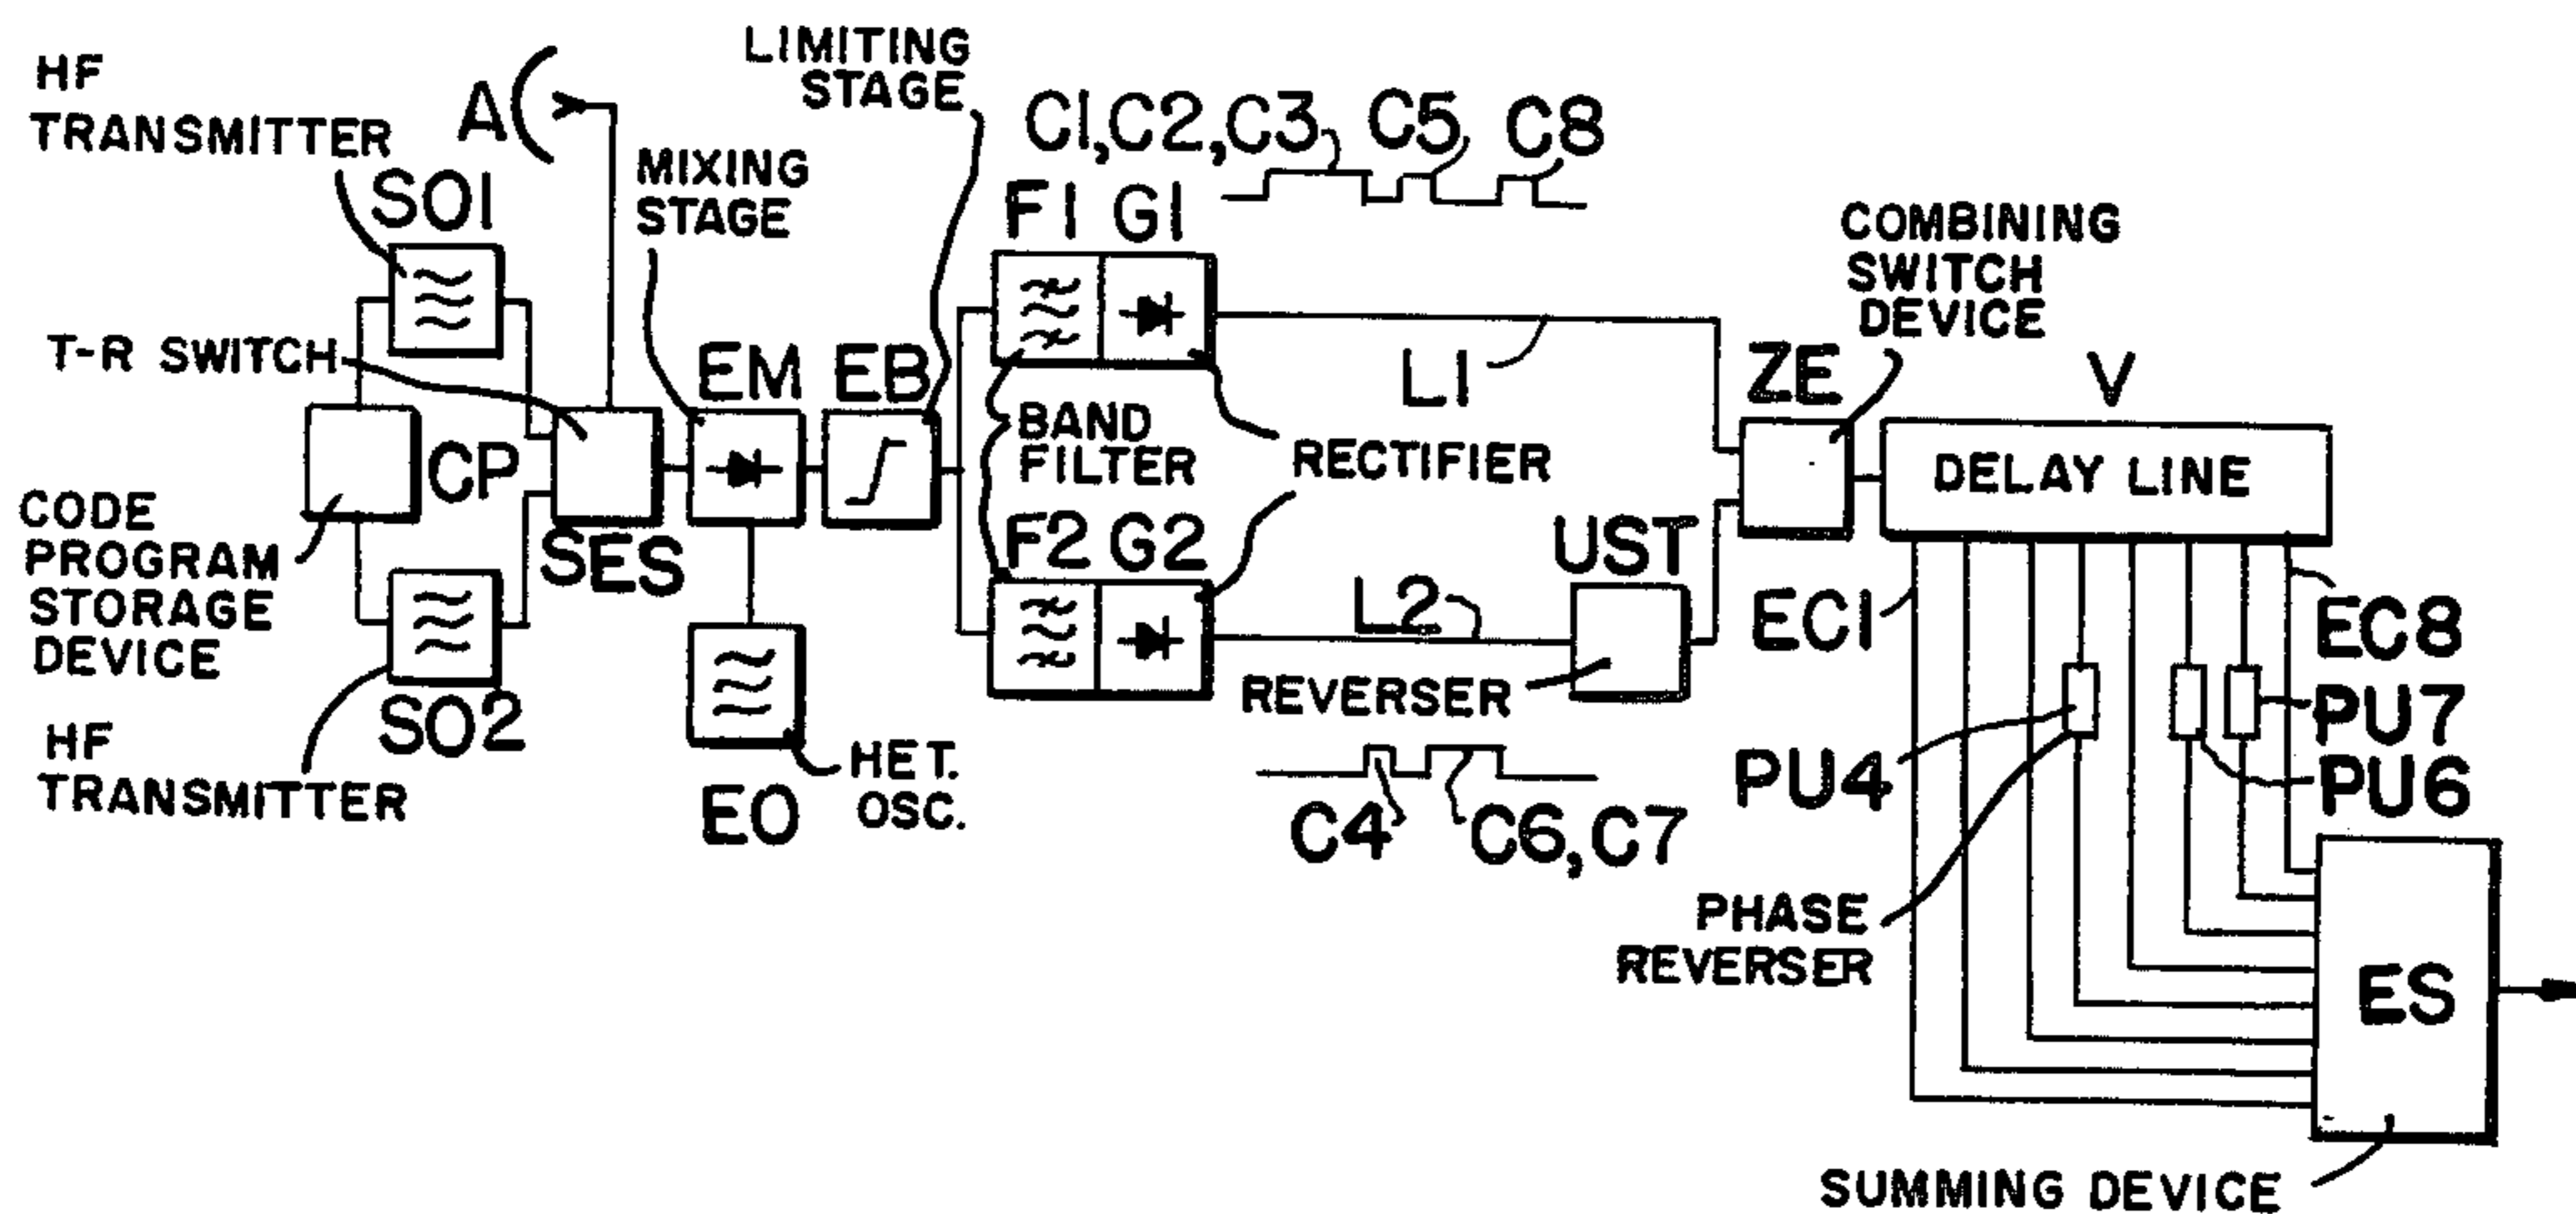 HF
TRANSMITTER
SO1
A
LIMITING
STAGE
MIXING
STAGE
C1,C2,C3
C5
C8
F1 G1
COMBINING
SWITCH
DEVICE
T-R SWITCH
EM
EB
L1
ZE
V
BAND
FILTER
RECTIFIER
DELAY LINE
CP
CODE
PROGRAM
STORAGE
DEVICE
SES
F2 G2
UST
L2
EC1
EC8
REVERSER
PU7
PU6
PU4
SO2
HF
TRANSMITTER
HET.
OSC.
EO
C4
C6,C7
PHASE
REVERSER
ES
SUMMING DEVICE